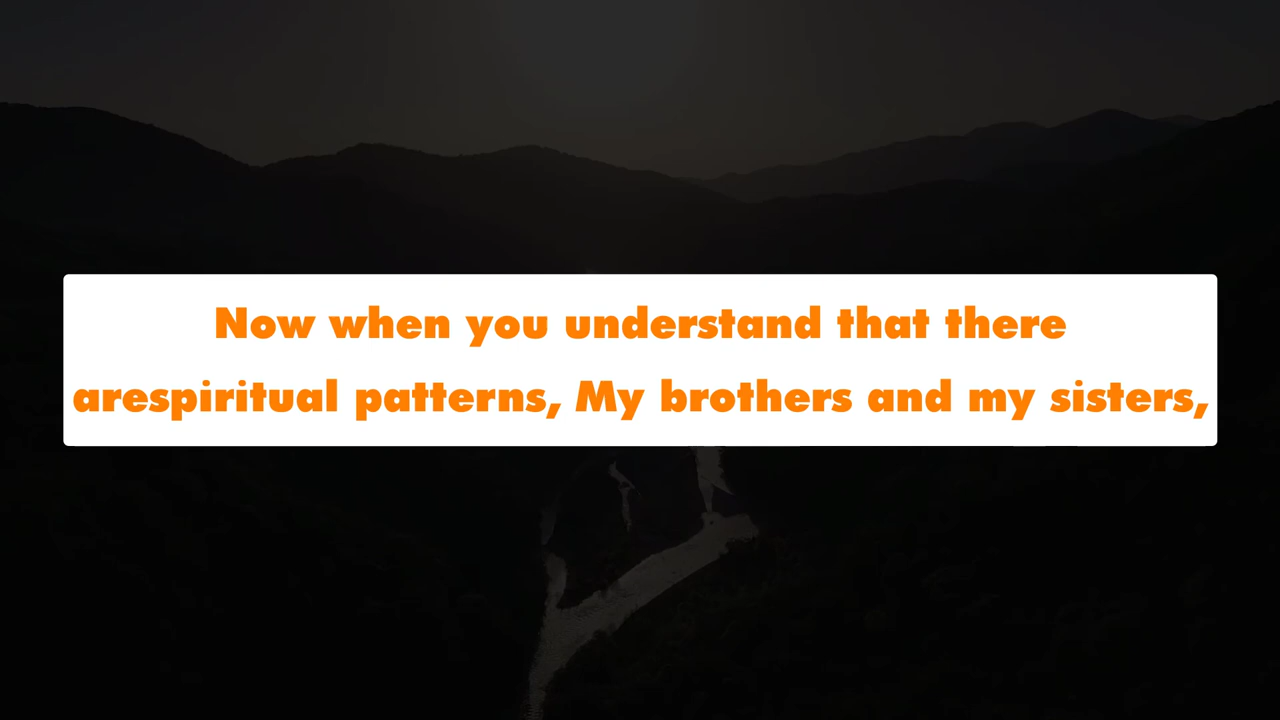 Now when you understand that there
arespiritual patterns, My brothers and my sisters,